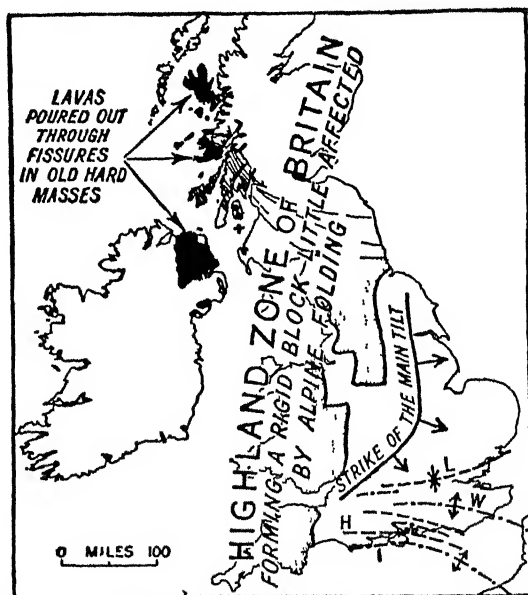 LAVAS
POURED OUT
THROUGH
FISSURES
IN OLD HARD
MASSES
HIGHLAND ZONE OF BRITAIN
FORMING A RIGID BLOCK–LITTLE AFFECTED
BY ALPINE FOLDING
STRIKE OF THE MAIN TILT
L
W
H
0 MILES 100